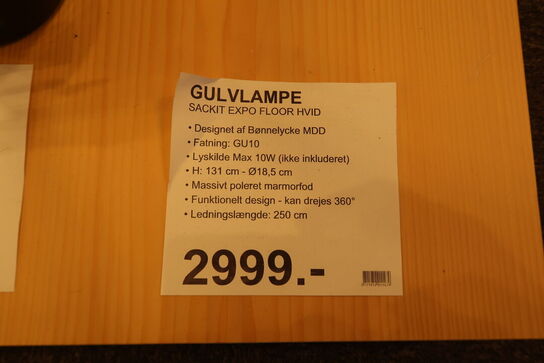 GULVLAMPE
SACKIT EXPO FLOOR HVID
• Designet af Bønnelycke MDD
• Fatning: GU10
• Lyskilde Max 10W (ikke inkluderet)
• H: 131 cm - Ø18,5 cm
• Massivt poleret marmorfod
• Funktionelt design - kan drejes 360°
• Ledningslængde: 250 cm
2999.-